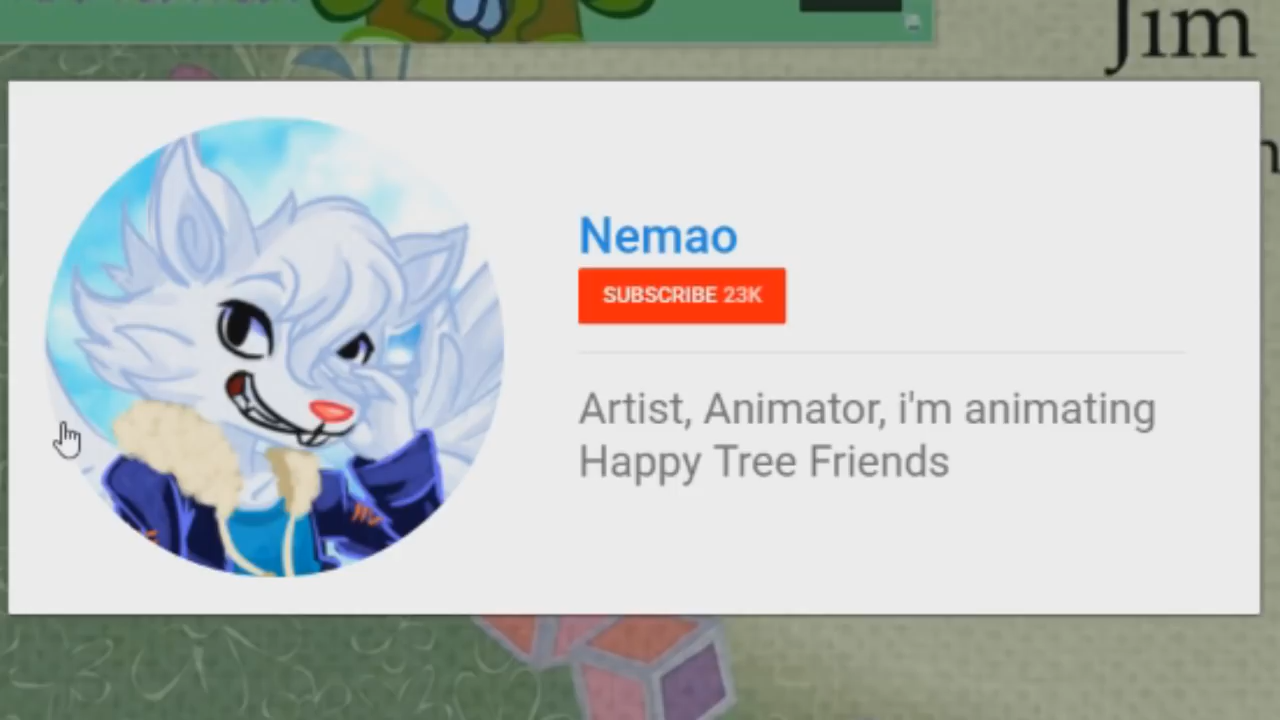 Jim
Nemao
SUBSCRIBE 23K
Artist, Animator, i'm animating
Happy Tree Friends